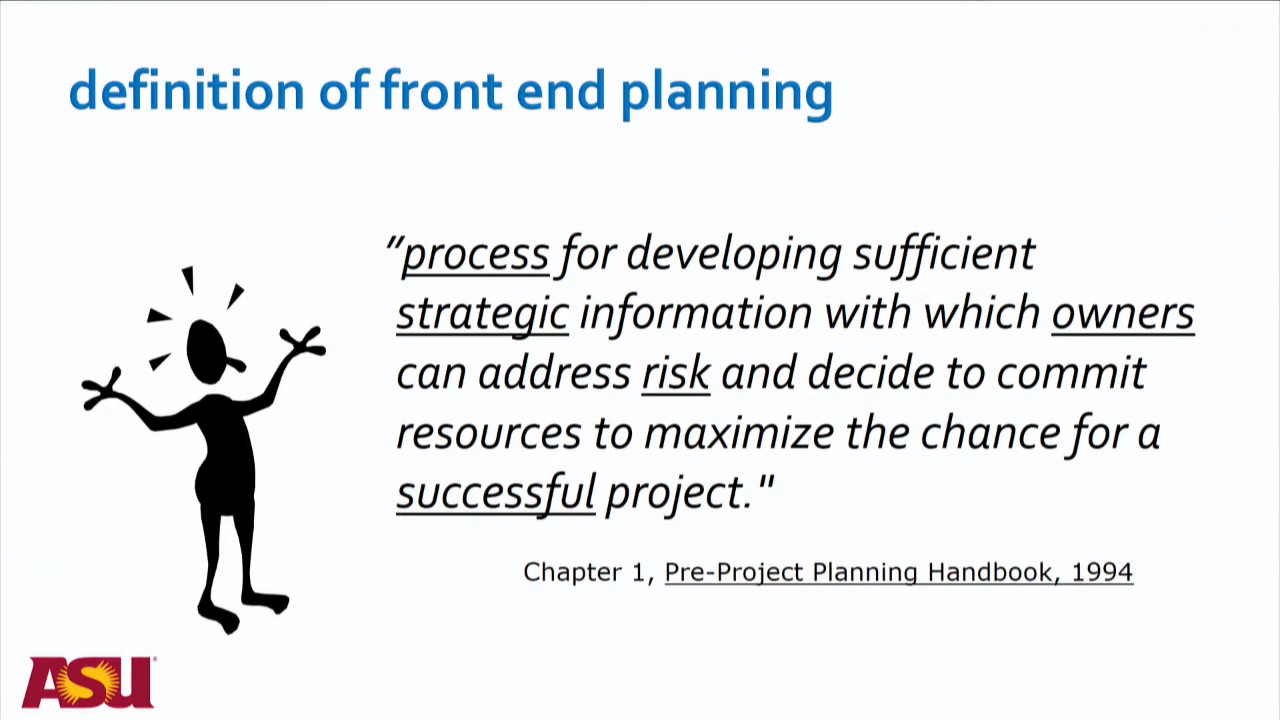 definition of front end planning
"process for developing sufficient
strategic information with which owners
can address risk and decide to commit
resources to maximize the chance for a
successful project."
Chapter 1, Pre-Project Planning Handbook, 1994
ASU